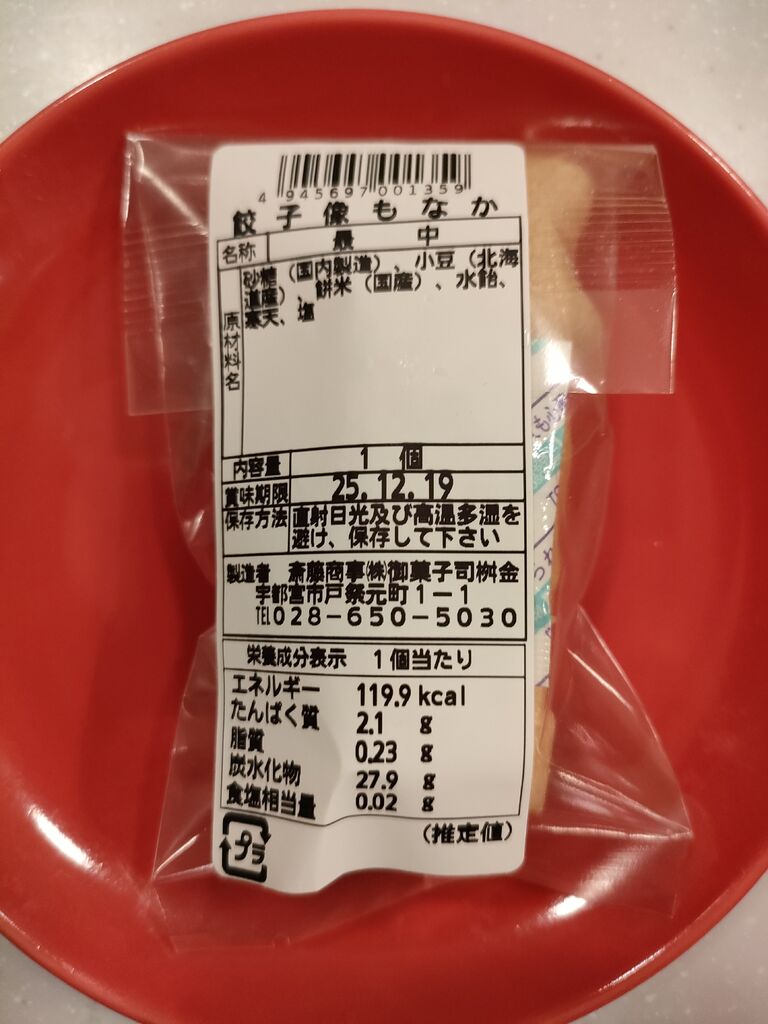 4 945697 001359
餃子像もなか
名称 最中
原材料名 砂糖（国内製造）、小豆（北海
道産）、餅米（国産）、水飴、
寒天、塩
内容量 1個
賞味期限 25.12.19
保存方法 直射日光及び高温多湿を
避け、保存して下さい
製造者 斎藤商事㈱御菓子司桝金
宇都宮市戸祭元町1－1
TEL028－650－5030
栄養成分表示 1個当たり
エネルギー 119.9 kcal
たんぱく質 2.1 g
脂質 0.23 g
炭水化物 27.9 g
食塩相当量 0.02 g
（推定値）
プラ